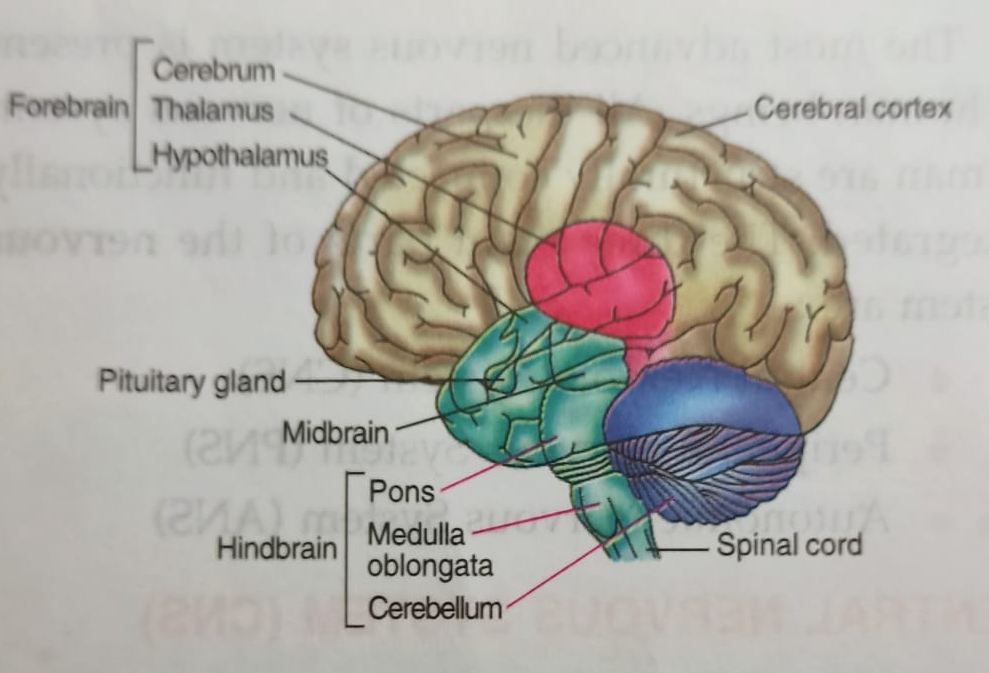 Forebrain
Cerebrum
Thalamus
Hypothalamus
Cerebral cortex
Pituitary gland
Midbrain
Hindbrain
Pons
Medulla
oblongata
Cerebellum
Spinal cord